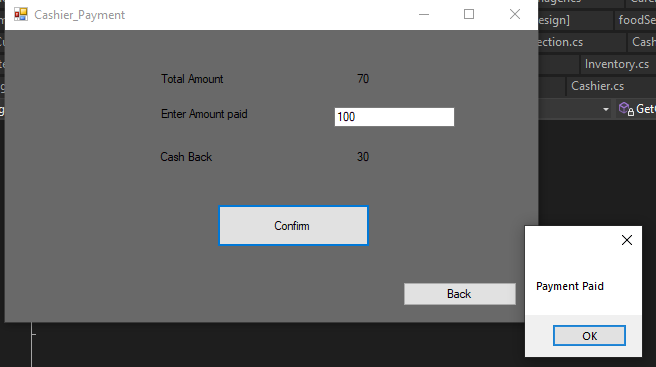 Cashier_Payment
Total Amount 70
Enter Amount paid 100
Cash Back 30
Confirm
Back
Payment Paid
OK
esign]
foodSe
ection.cs
Cash
Inventory.cs
Cashier.cs
GetC